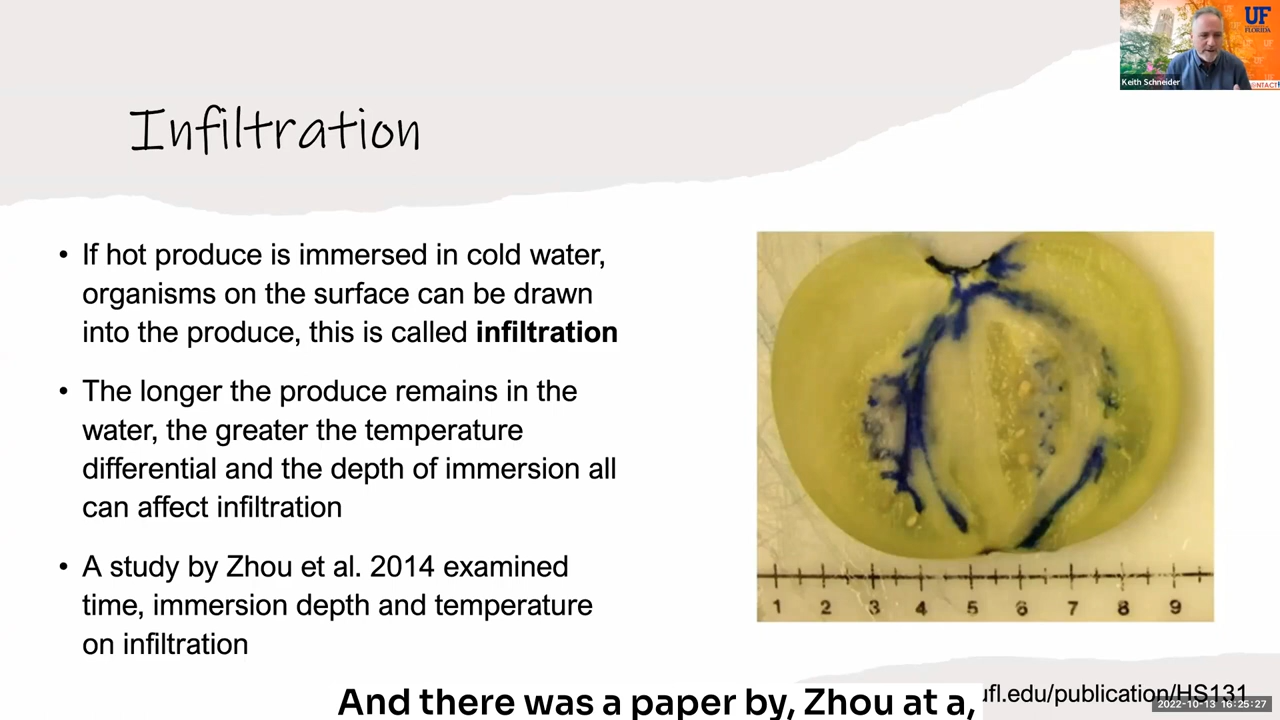 UF
FLORIDA
Keith Schneider
Infiltration
• If hot produce is immersed in cold water,
organisms on the surface can be drawn
into the produce, this is called infiltration
• The longer the produce remains in the
water, the greater the temperature
differential and the depth of immersion all
can affect infiltration
• A study by Zhou et al. 2014 examined
time, immersion depth and temperature
on infiltration
1 2 3 4 5 6 7 8 9
ufl.edu/publication/HS131
2022-10-13 16:25:27
And there was a paper by, Zhou at a,